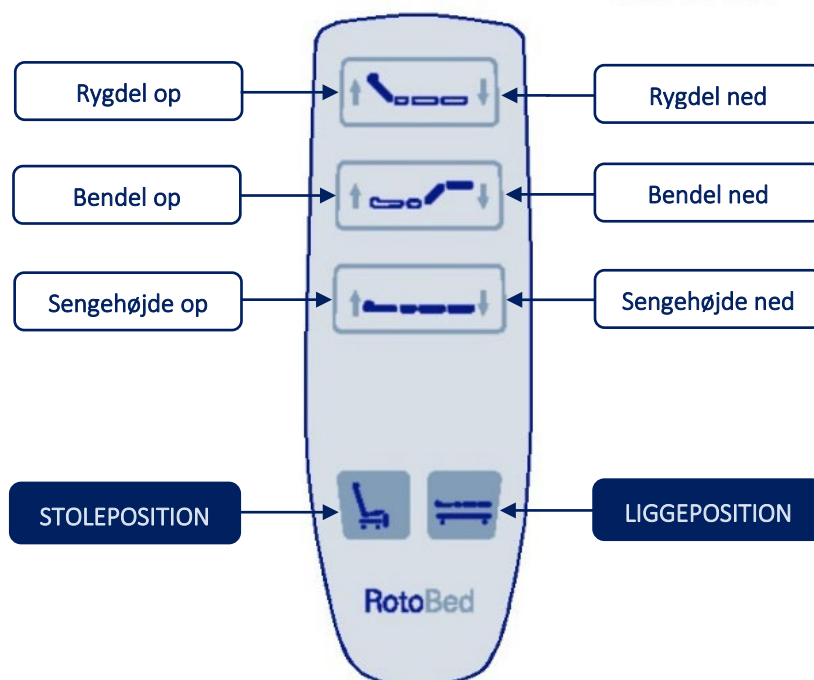 Rygdel op
Rygdel ned
Bendel op
Bendel ned
Sengehøjde op
Sengehøjde ned
STOLEPOSITION
LIGGEPOSITION
RotoBed